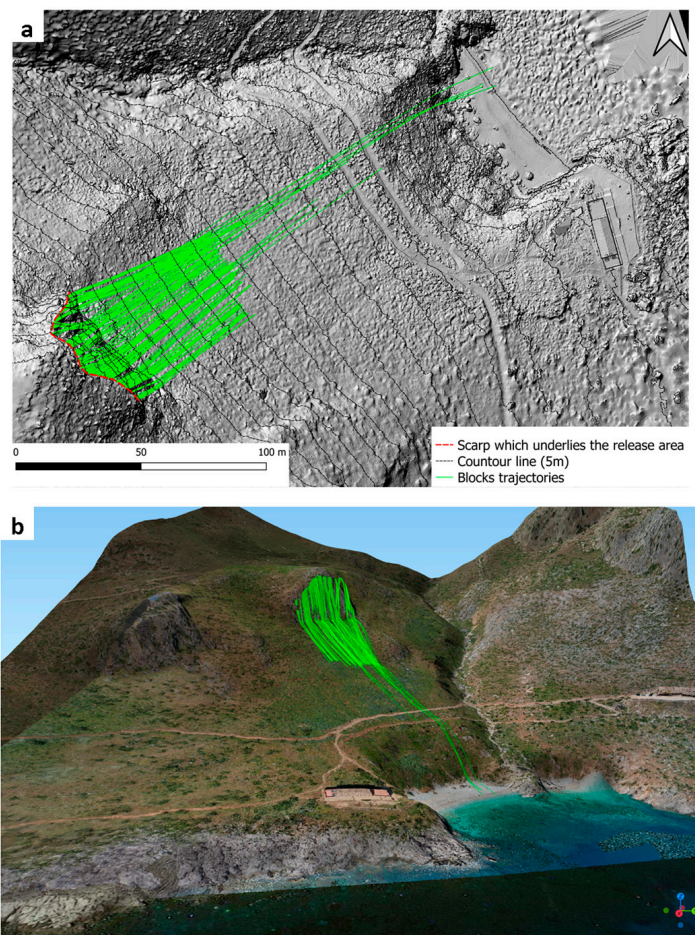 a
0
50
100 m
Scarp which underlies the release area
Countour line (5m)
Blocks trajectories
b